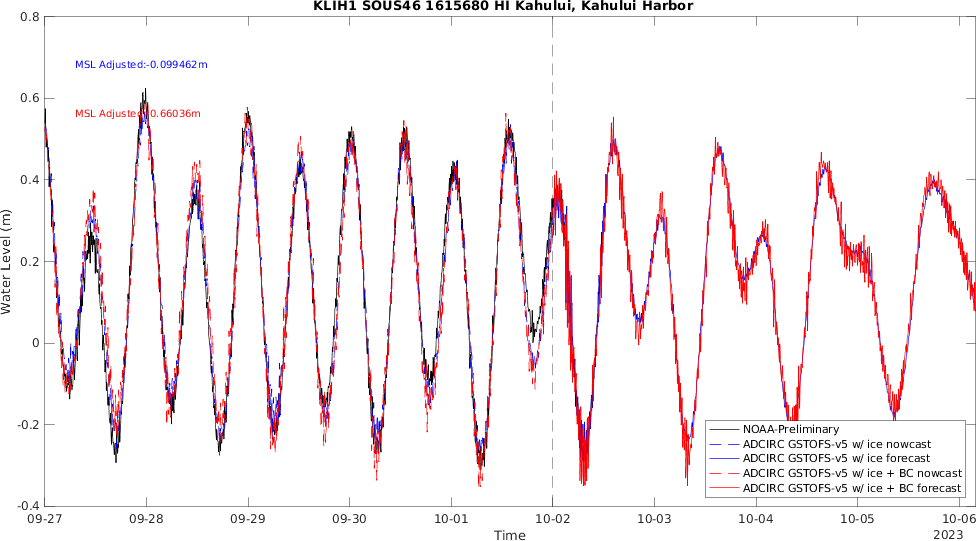 KLIH1 SOUS46 1615680 HI Kahului, Kahului Harbor
0.8
0.6
0.4
0.2
0
-0.2
-0.4
Water Level (m)
MSL Adjusted:-0.099462m
MSL Adjusted:-0.66036m
NOAA-Preliminary
ADCIRC GSTOFS-v5 w/ ice nowcast
ADCIRC GSTOFS-v5 w/ ice forecast
ADCIRC GSTOFS-v5 w/ ice + BC nowcast
ADCIRC GSTOFS-v5 w/ ice + BC forecast
09-27 09-28 09-29 09-30 10-01 10-02 10-03 10-04 10-05 10-06
Time
2023